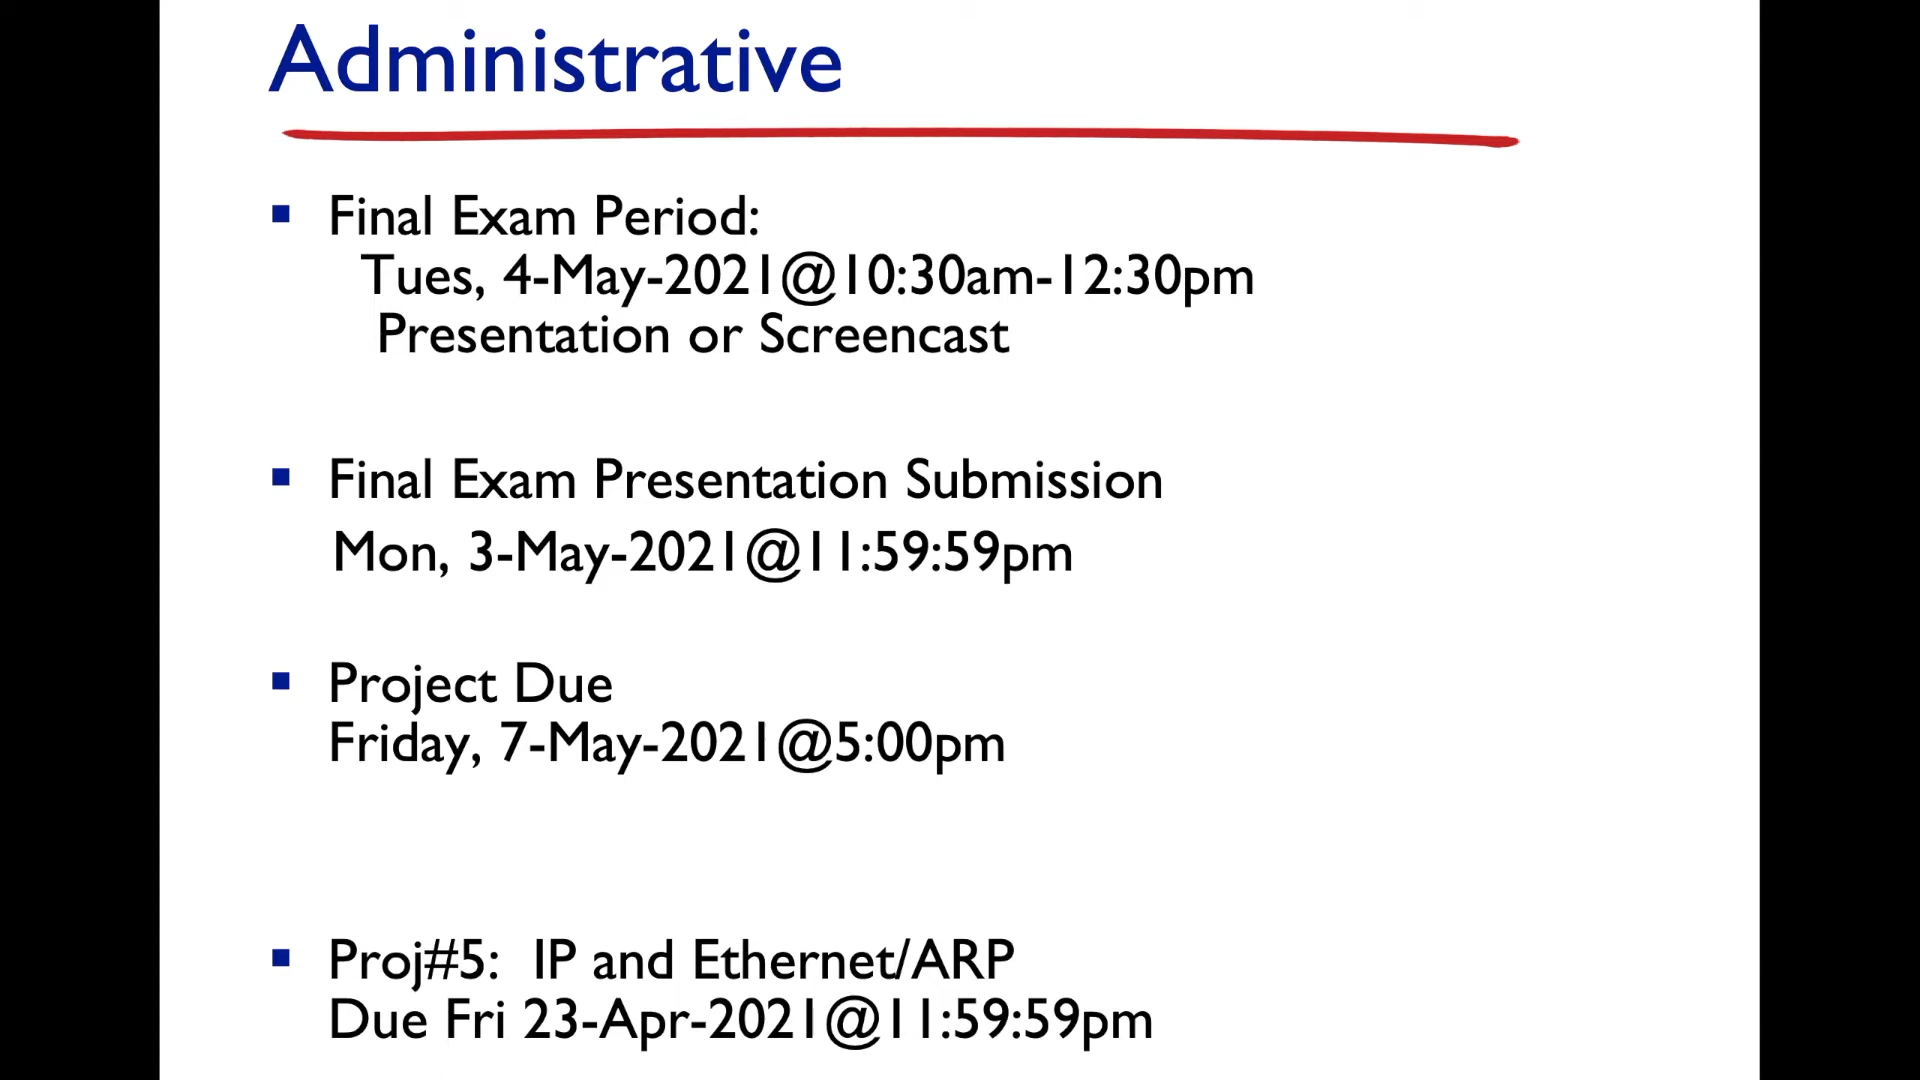 Administrative
Final Exam Period:
Tues, 4-May-2021@10:30am-12:30pm
Presentation or Screencast
Final Exam Presentation Submission
Mon, 3-May-2021@11:59:59pm
Project Due
Friday, 7-May-2021@5:00pm
Proj#5: IP and Ethernet/ARP
Due Fri 23-Apr-2021@11:59:59pm